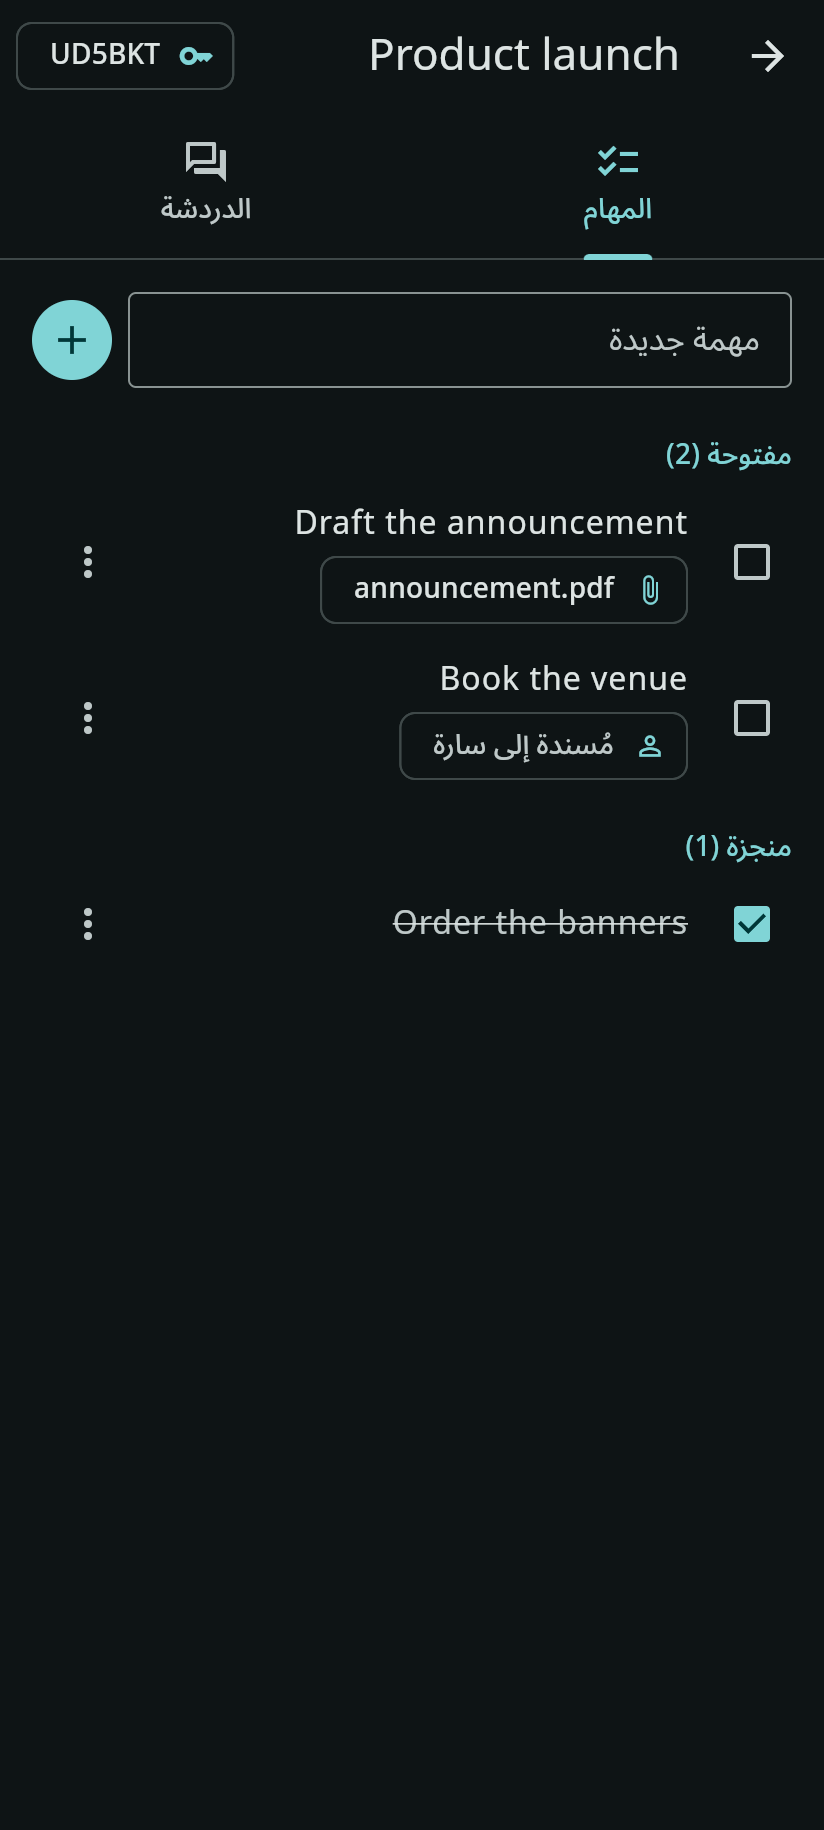 Product launch
UD5BKT
المهام
الدردشة
مهمة جديدة
مفتوحة (2)
Draft the announcement
announcement.pdf
Book the venue
مُسندة إلى سارة
منجزة (1)
Order the banners